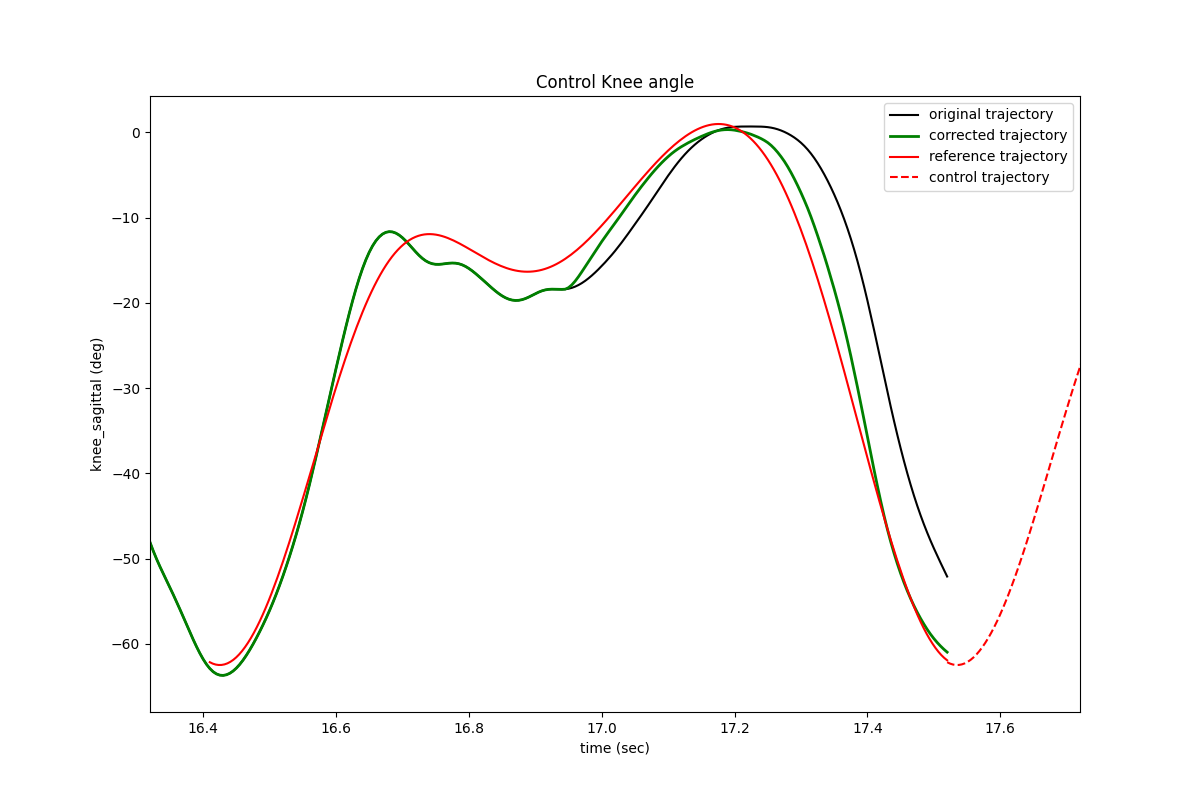 Control Knee angle
original trajectory
corrected trajectory
reference trajectory
control trajectory
0
−10
−20
−30
−40
−50
−60
knee_sagittal (deg)
16.4 16.6 16.8 17.0 17.2 17.4 17.6
time (sec)